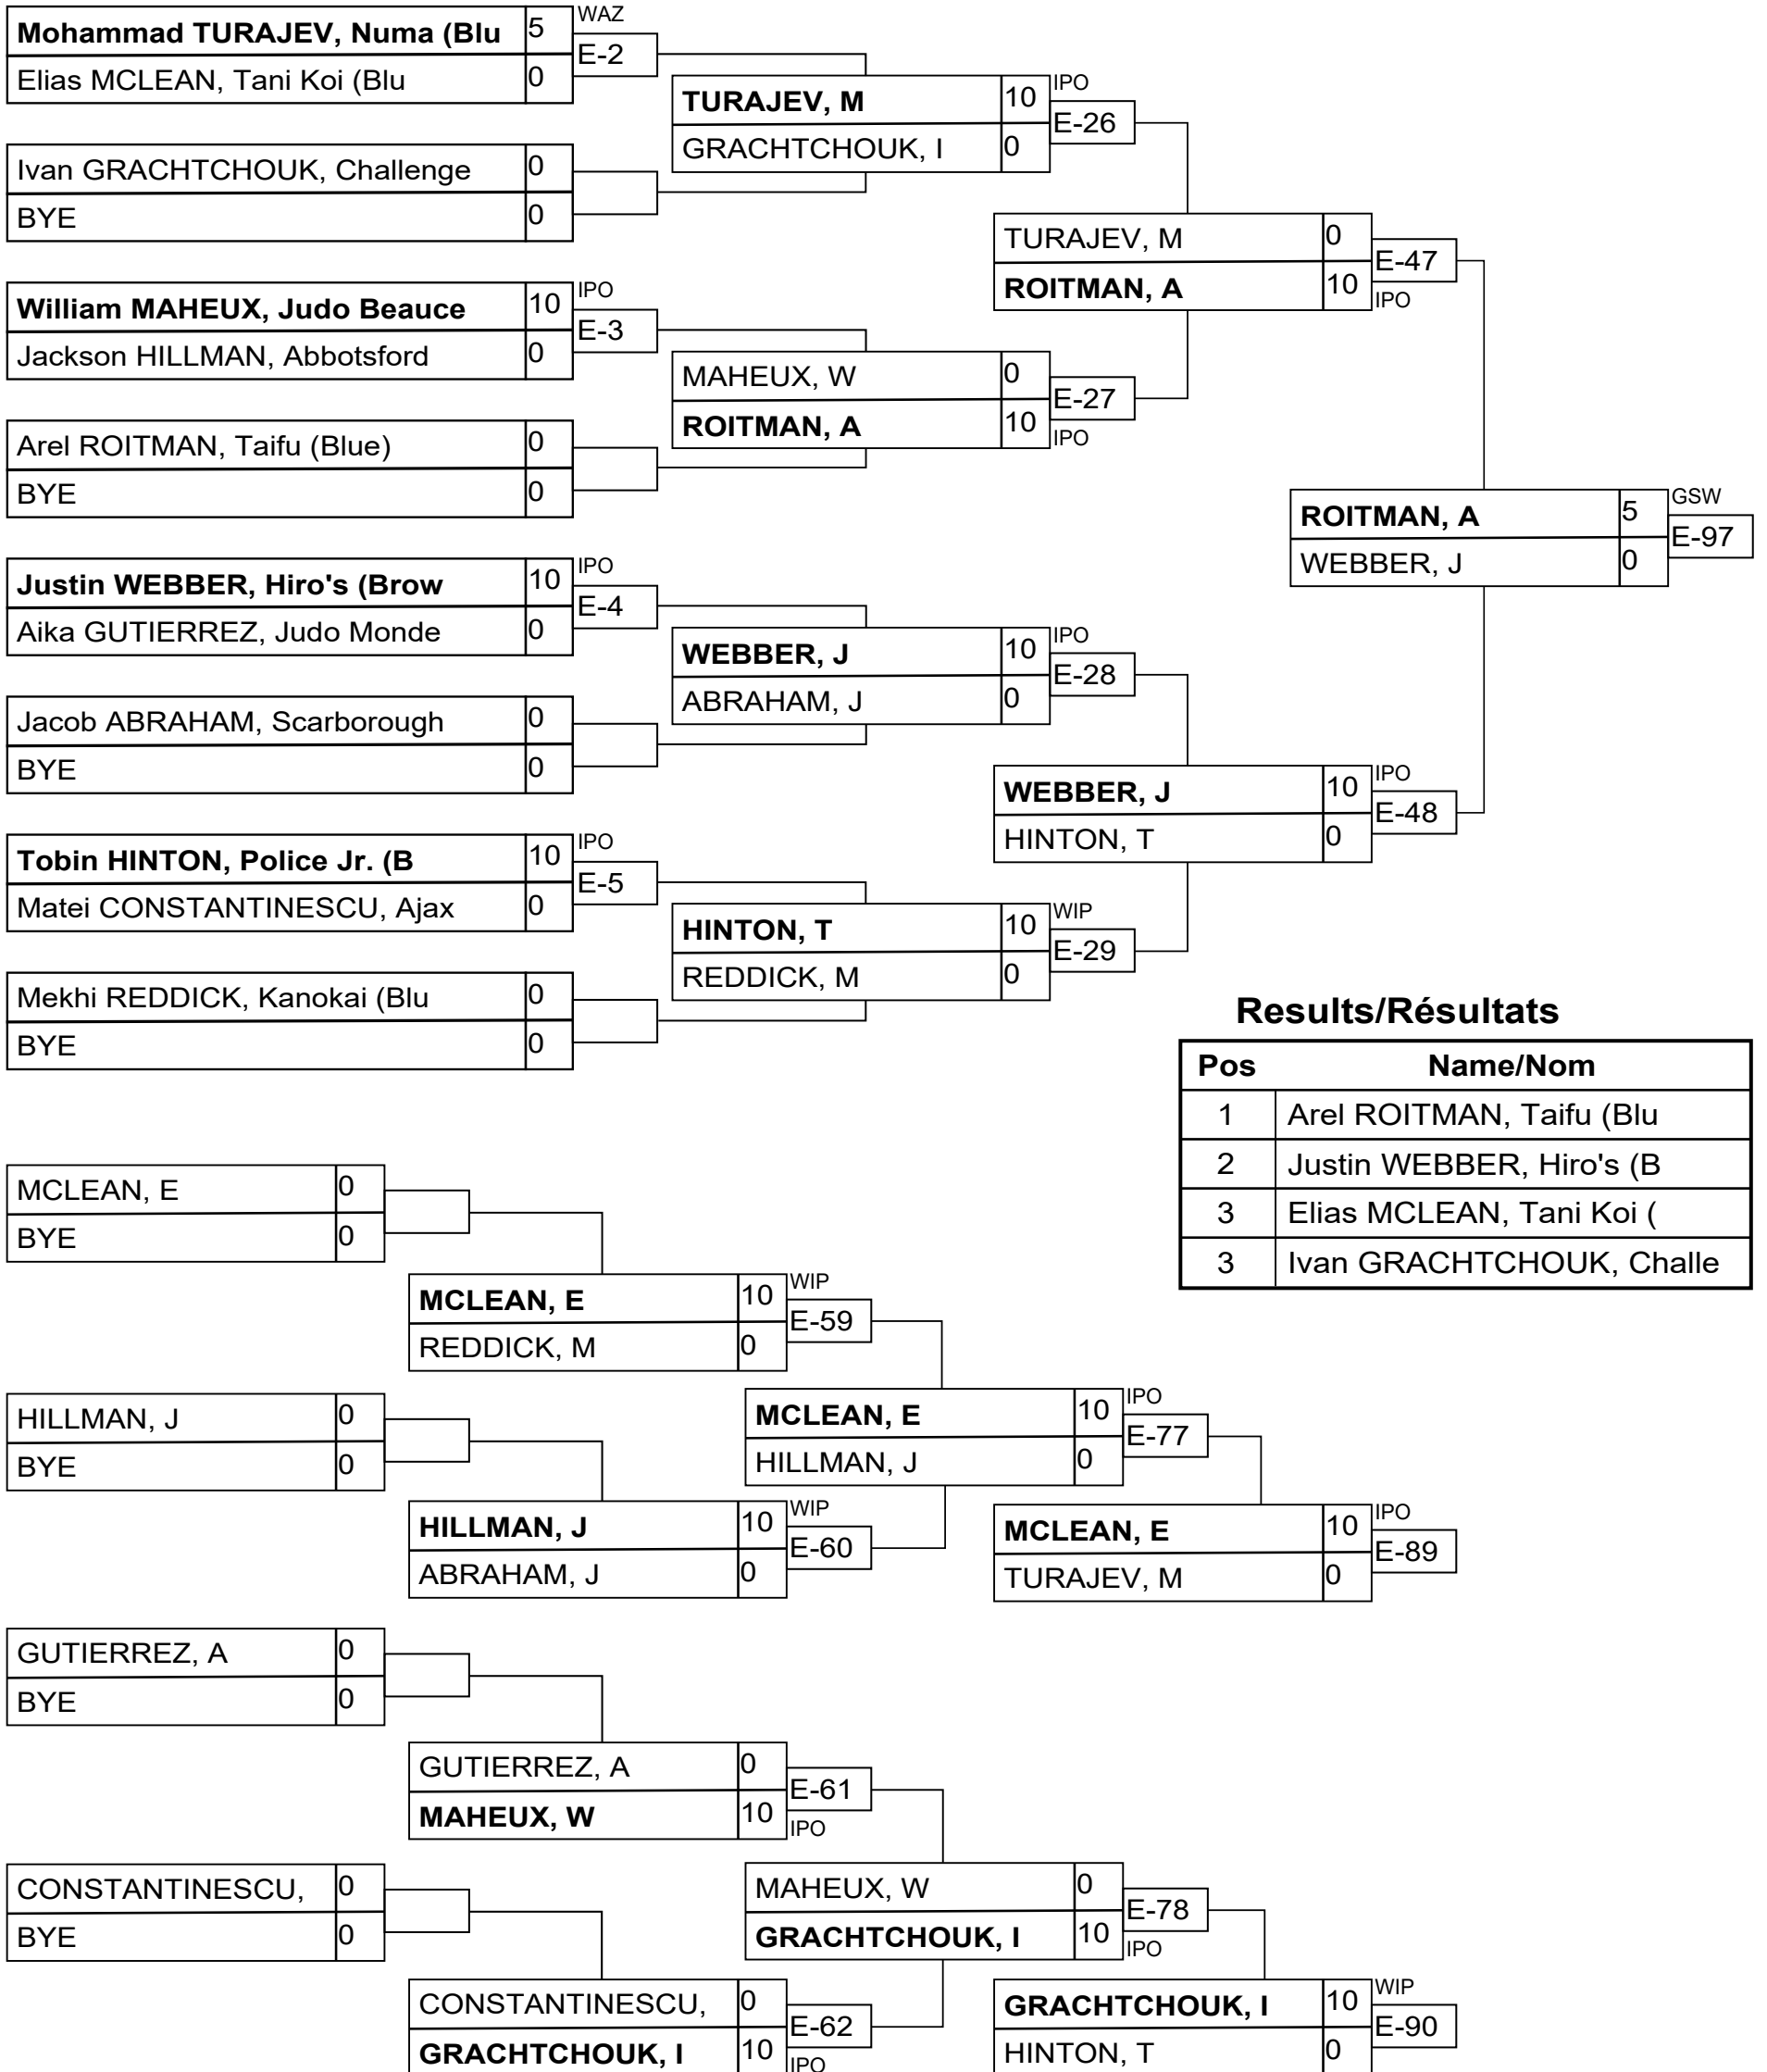 WAZ
Mohammad TURAJEV, Numa (Blu 5
E-2
Elias MCLEAN, Tani Koi (Blu 0
IPO
TURAJEV, M 10
E-26
GRACHTCHOUK, I 0
Ivan GRACHTCHOUK, Challenge 0
BYE 0
TURAJEV, M 0
E-47
ROITMAN, A 10
IPO
William MAHEUX, Judo Beauce 10
IPO
E-3
Jackson HILLMAN, Abbotsford 0
MAHEUX, W 0
E-27
ROITMAN, A 10
IPO
Arel ROITMAN, Taifu (Blue) 0
BYE 0
ROITMAN, A 5
GSW
E-97
WEBBER, J 0
Justin WEBBER, Hiro's (Brow 10
IPO
E-4
Aika GUTIERREZ, Judo Monde 0
WEBBER, J 10
IPO
E-28
ABRAHAM, J 0
Jacob ABRAHAM, Scarborough 0
BYE 0
WEBBER, J 10
IPO
E-48
HINTON, T 0
Tobin HINTON, Police Jr. (B 10
IPO
E-5
Matei CONSTANTINESCU, Ajax 0
HINTON, T 10
WIP
E-29
REDDICK, M 0
Mekhi REDDICK, Kanokai (Blu 0
BYE 0
Results/Résultats
Pos Name/Nom
1 Arel ROITMAN, Taifu (Blu
2 Justin WEBBER, Hiro's (B
3 Elias MCLEAN, Tani Koi (
3 Ivan GRACHTCHOUK, Challe
MCLEAN, E 0
BYE 0
MCLEAN, E 10
WIP
E-59
REDDICK, M 0
HILLMAN, J 0
BYE 0
MCLEAN, E 10
IPO
E-77
HILLMAN, J 0
HILLMAN, J 10
WIP
E-60
ABRAHAM, J 0
MCLEAN, E 10
IPO
E-89
TURAJEV, M 0
GUTIERREZ, A 0
BYE 0
GUTIERREZ, A 0
E-61
MAHEUX, W 10
IPO
CONSTANTINESCU, 0
BYE 0
MAHEUX, W 0
E-78
GRACHTCHOUK, I 10
IPO
CONSTANTINESCU, 0
E-62
GRACHTCHOUK, I 10
IPO
GRACHTCHOUK, I 10
WIP
E-90
HINTON, T 0